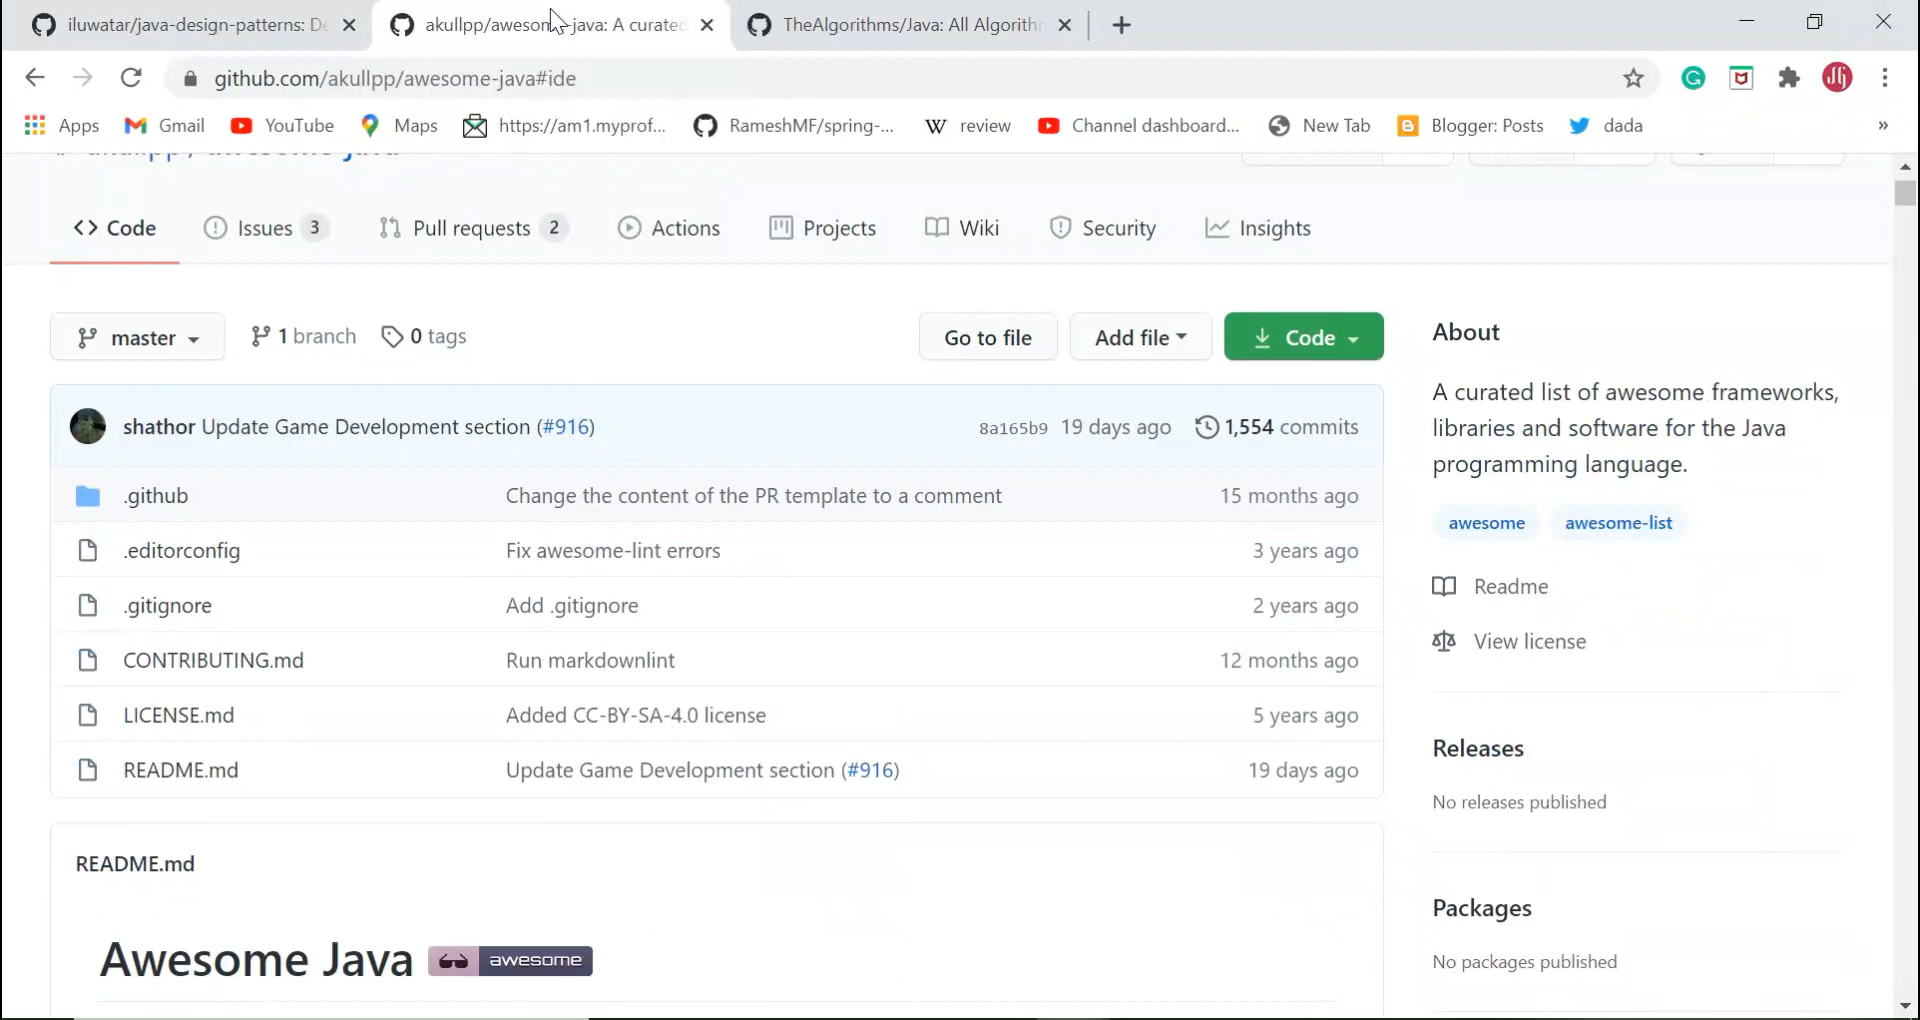 iluwatar/java-design-patterns: De
akullpp/awesome-java: A curated
TheAlgorithms/Java: All Algorithm
github.com/akullpp/awesome-java#ide
Apps
Gmail
YouTube
Maps
https://am1.myprof...
RameshMF/spring-...
W review
Channel dashboard...
New Tab
Blogger: Posts
dada
»
akullpp / awesome-java
<> Code
Issues 3
Pull requests 2
Actions
Projects
Wiki
Security
Insights
master
1 branch
0 tags
Go to file
Add file
Code
shathor Update Game Development section (#916)
8a165b9 19 days ago
1,554 commits
.github
Change the content of the PR template to a comment
15 months ago
.editorconfig
Fix awesome-lint errors
3 years ago
.gitignore
Add .gitignore
2 years ago
CONTRIBUTING.md
Run markdownlint
12 months ago
LICENSE.md
Added CC-BY-SA-4.0 license
5 years ago
README.md
Update Game Development section (#916)
19 days ago
README.md
Awesome Java
awesome
About
A curated list of awesome frameworks,
libraries and software for the Java
programming language.
awesome
awesome-list
Readme
View license
Releases
No releases published
Packages
No packages published